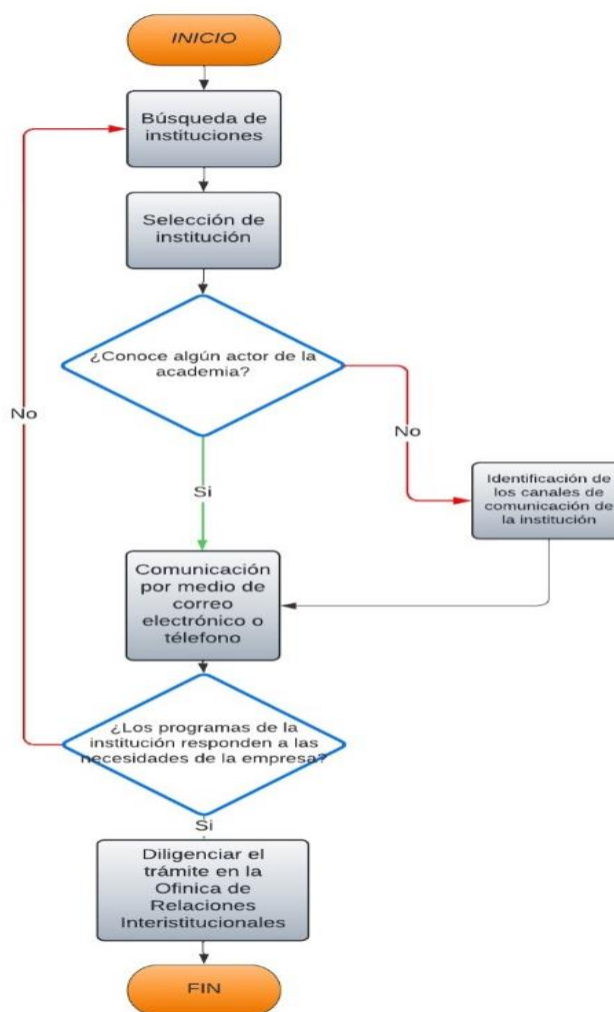 INICIO
Búsqueda de
instituciones
Selección de
institución
¿Conoce algún actor de la
academia?
No
No
Si
Identificación de
los canales de
comunicación de
la institución
Comunicación
por medio de
correo
electrónico o
télefono
¿Los programas de la
institución responden a las
necesidades de la empresa?
Si
Diligenciar el
trámite en la
Ofinica de
Relaciones
Interistitucionales
FIN